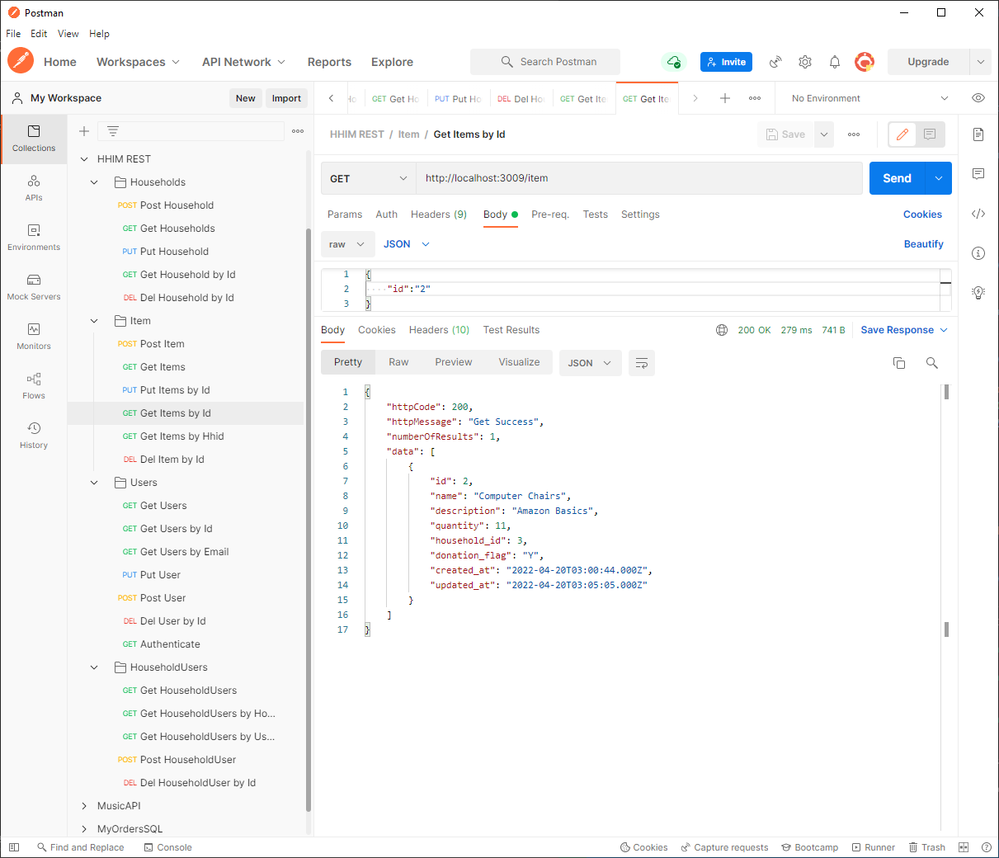 Postman
File Edit View Help
Home Workspaces API Network Reports Explore Search Postman Invite Upgrade
My Workspace New Import
GET Get Ho PUT Put Ho DEL Del Hou GET Get Ite GET Get Ite No Environment
Collections
APIs
Environments
Mock Servers
Monitors
Flows
History
HHIM REST
Households
POST Post Household
GET Get Households
PUT Put Household
GET Get Household by Id
DEL Del Household by Id
Item
POST Post Item
GET Get Items
PUT Put Items by Id
GET Get Items by Id
GET Get Items by Hhid
DEL Del Item by Id
Users
GET Get Users
GET Get Users by Id
GET Get Users by Email
PUT Put User
POST Post User
DEL Del User by Id
GET Authenticate
HouseholdUsers
GET Get HouseholdUsers
GET Get HouseholdUsers by Ho...
GET Get HouseholdUsers by Us...
POST Post HouseholdUser
DEL Del HouseholdUser by Id
MusicAPI
MyOrdersSQL
HHIM REST / Item / Get Items by Id Save
GET http://localhost:3009/item Send
Params Auth Headers (9) Body Pre-req. Tests Settings Cookies
raw JSON Beautify
1 {
2 "id":"2"
3 }
Body Cookies Headers (10) Test Results 200 OK 279 ms 741 B Save Response
Pretty Raw Preview Visualize JSON
1 {
2 "httpCode": 200,
3 "httpMessage": "Get Success",
4 "numberOfResults": 1,
5 "data": [
6 {
7 "id": 2,
8 "name": "Computer Chairs",
9 "description": "Amazon Basics",
10 "quantity": 11,
11 "household_id": 3,
12 "donation_flag": "Y",
13 "created_at": "2022-04-20T03:00:44.000Z",
14 "updated_at": "2022-04-20T03:05:05.000Z"
15 }
16 ]
17 }
Find and Replace Console Cookies Capture requests Bootcamp Runner Trash